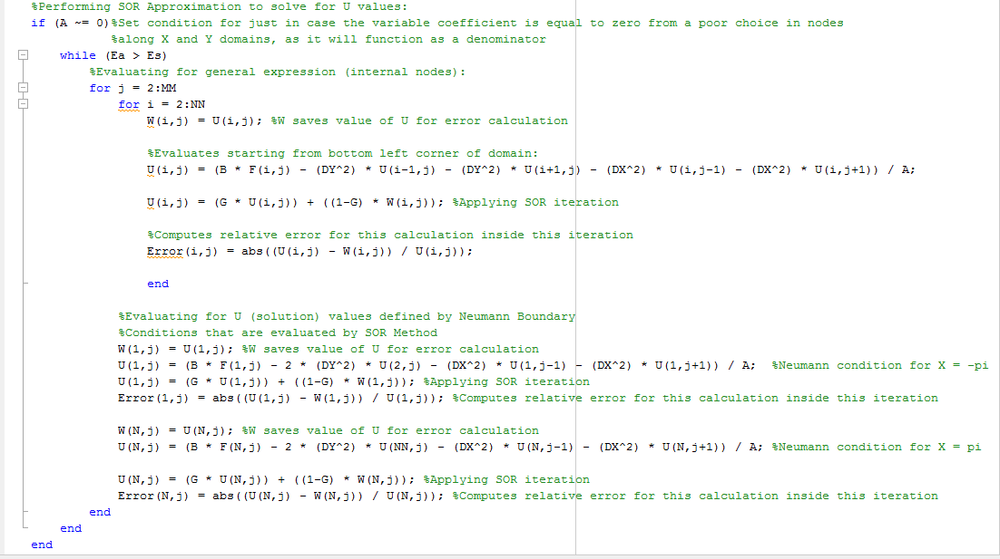 %Performing SOR Approximation to solve for U values:
if (A ~= 0)%Set condition for just in case the variable coefficient is equal to zero from a poor choice in nodes
%along X and Y domains, as it will function as a denominator
while (Ea > Es)
%Evaluating for general expression (internal nodes):
for j = 2:MM
for i = 2:NN
W(i,j) = U(i,j); %W saves value of U for error calculation
%Evaluates starting from bottom left corner of domain:
U(i,j) = (B * F(i,j) - (DY^2) * U(i-1,j) - (DY^2) * U(i+1,j) - (DX^2) * U(i,j-1) - (DX^2) * U(i,j+1)) / A;
U(i,j) = (G * U(i,j)) + ((1-G) * W(i,j)); %Applying SOR iteration
%Computes relative error for this calculation inside this iteration
Error(i,j) = abs((U(i,j) - W(i,j)) / U(i,j));
end
%Evaluating for U (solution) values defined by Neumann Boundary
%Conditions that are evaluated by SOR Method
W(1,j) = U(1,j); %W saves value of U for error calculation
U(1,j) = (B * F(1,j) - 2 * (DY^2) * U(2,j) - (DX^2) * U(1,j-1) - (DX^2) * U(1,j+1)) / A; %Neumann condition for X = -pi
U(1,j) = (G * U(1,j)) + ((1-G) * W(1,j)); %Applying SOR iteration
Error(1,j) = abs((U(1,j) - W(1,j)) / U(1,j)); %Computes relative error for this calculation inside this iteration
W(N,j) = U(N,j); %W saves value of U for error calculation
U(N,j) = (B * F(N,j) - 2 * (DY^2) * U(NN,j) - (DX^2) * U(N,j-1) - (DX^2) * U(N,j+1)) / A; %Neumann condition for X = pi
U(N,j) = (G * U(N,j)) + ((1-G) * W(N,j)); %Applying SOR iteration
Error(N,j) = abs((U(N,j) - W(N,j)) / U(N,j)); %Computes relative error for this calculation inside this iteration
end
end
end